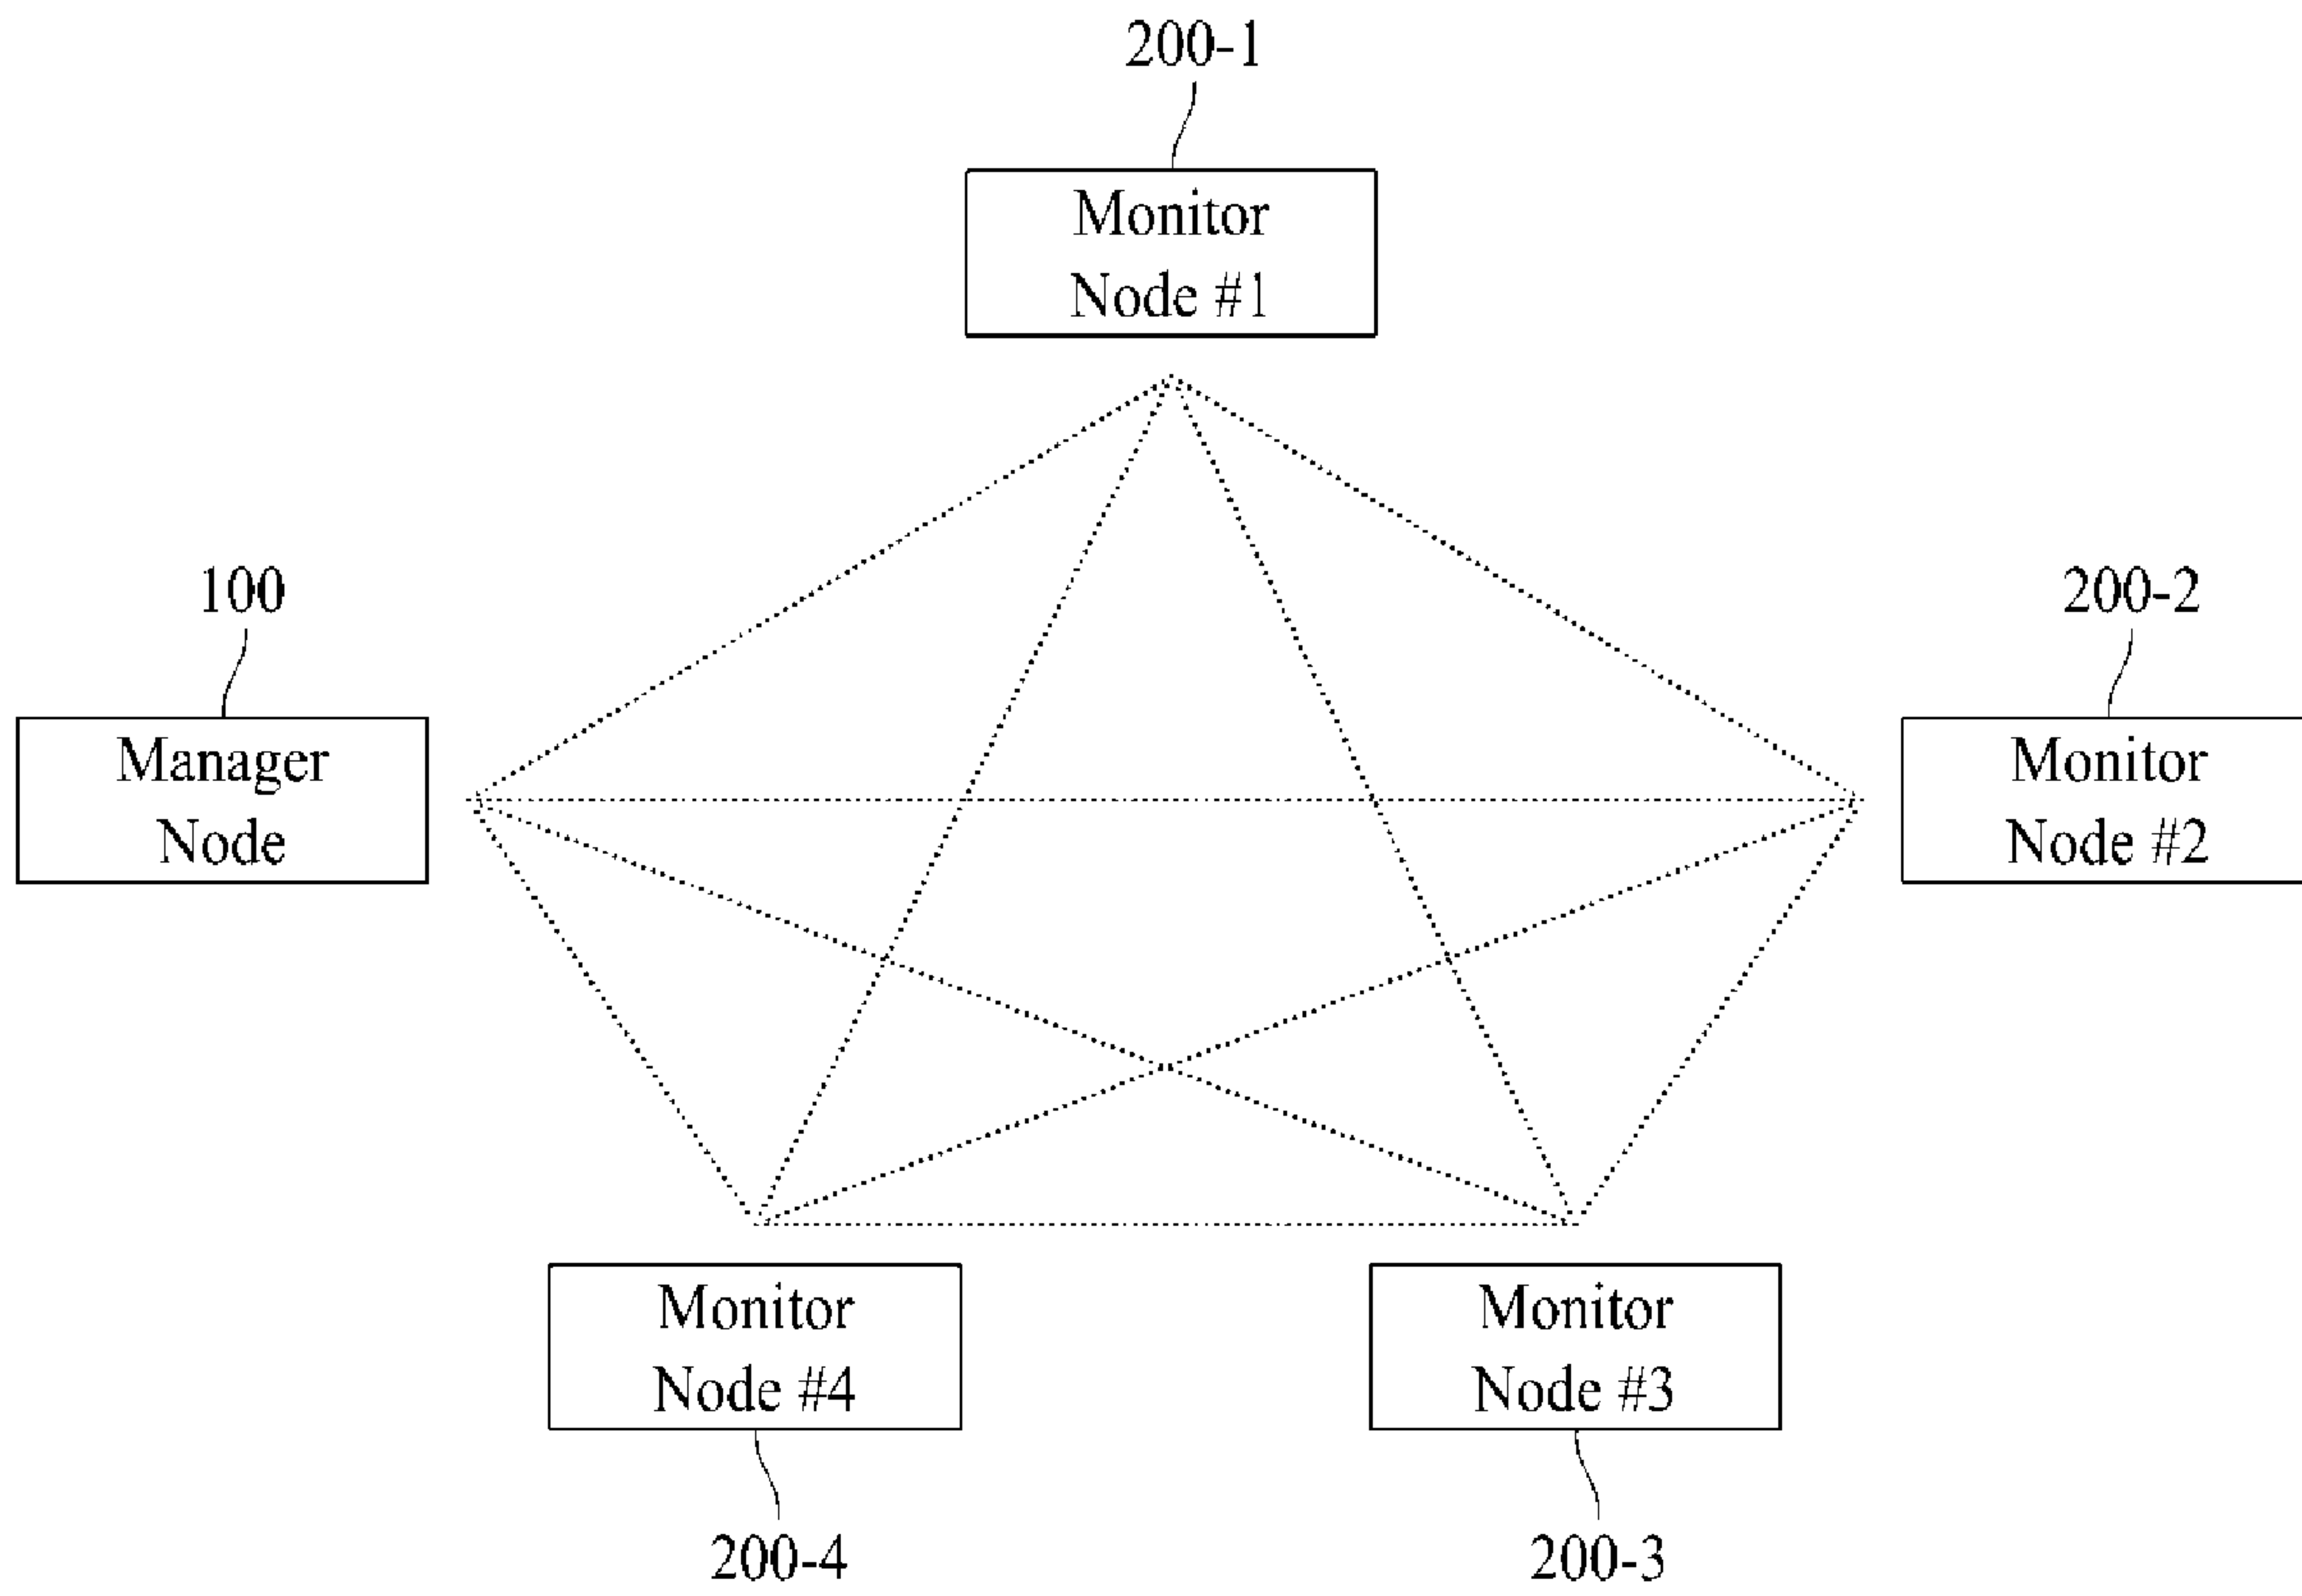 200-1
Monitor
Node #1
100
200-2
Manager
Node
Monitor
Node #2
Monitor
Node #4
Monitor
Node #3
200-4
200-3